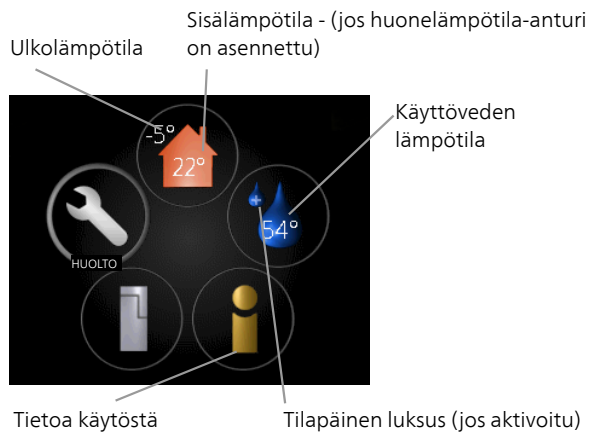 Sisälämpötila - (jos huonelämpötila-anturi
on asennettu)
Ulkolämpötila
Käyttöveden
lämpötila
-5°
22°
54°
HUOLTO
Tietoa käytöstä
Tilapäinen luksus (jos aktivoitu)